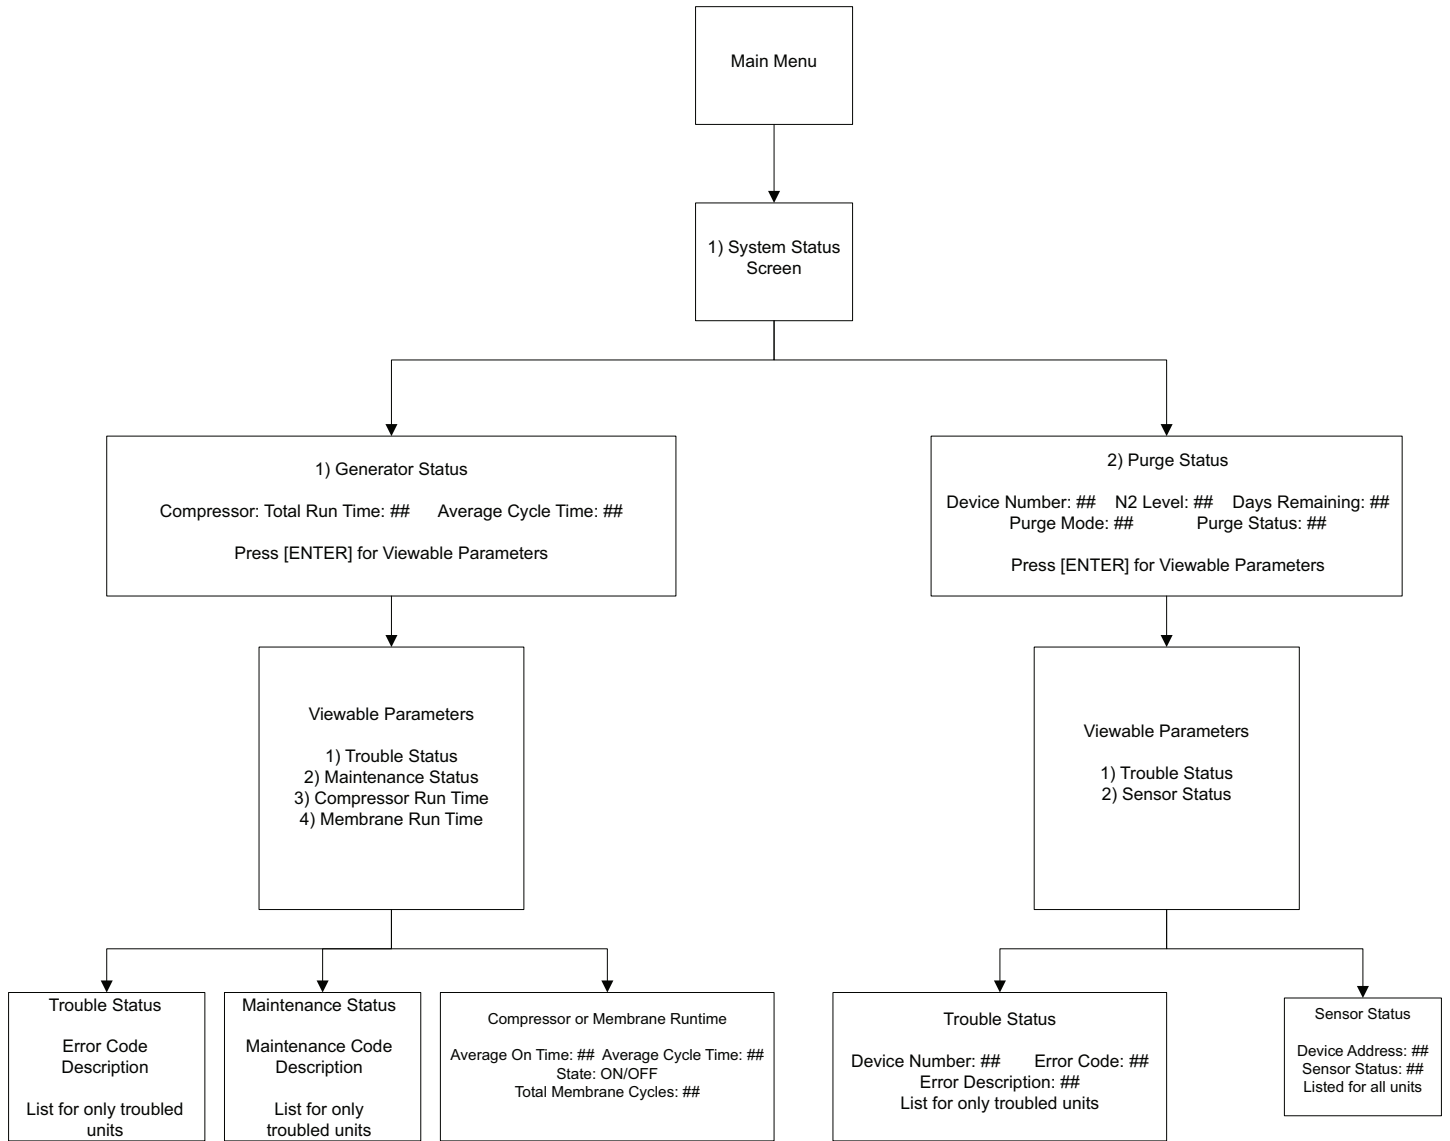 Main Menu
1) System Status
Screen
1) Generator Status
Compressor: Total Run Time: ## Average Cycle Time: ##
Press [ENTER] for Viewable Parameters
2) Purge Status
Device Number: ## N2 Level: ## Days Remaining: ##
Purge Mode: ## Purge Status: ##
Press [ENTER] for Viewable Parameters
Viewable Parameters
1) Trouble Status
2) Maintenance Status
3) Compressor Run Time
4) Membrane Run Time
Viewable Parameters
1) Trouble Status
2) Sensor Status
Trouble Status
Error Code
Description
List for only troubled
units
Maintenance Status
Maintenance Code
Description
List for only
troubled units
Compressor or Membrane Runtime
Average On Time: ## Average Cycle Time: ##
State: ON/OFF
Total Membrane Cycles: ##
Trouble Status
Device Number: ## Error Code: ##
Error Description: ##
List for only troubled units
Sensor Status
Device Address: ##
Sensor Status: ##
Listed for all units